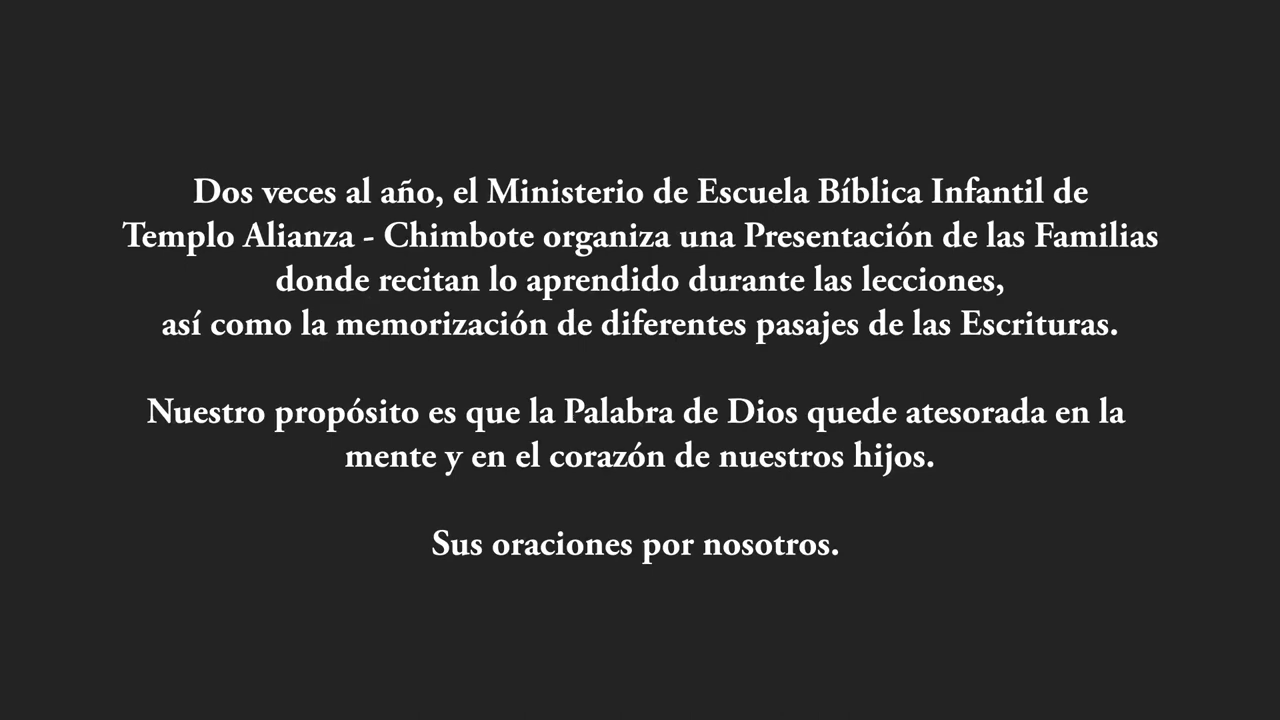 Dos veces al año, el Ministerio de Escuela Bíblica Infantil de
Templo Alianza - Chimbote organiza una Presentación de las Familias
donde recitan lo aprendido durante las lecciones,
así como la memorización de diferentes pasajes de las Escrituras.
Nuestro propósito es que la Palabra de Dios quede atesorada en la
mente y en el corazón de nuestros hijos.
Sus oraciones por nosotros.